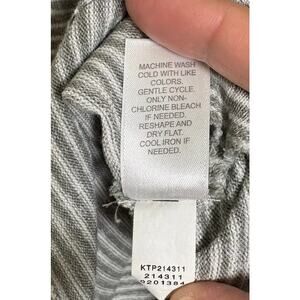 MACHINE WASH
COLD WITH LIKE
COLORS.
GENTLE CYCLE.
ONLY NON-
CHLORINE BLEACH
IF NEEDED.
RESHAPE AND
DRY FLAT.
COOL IRON IF
NEEDED.
KTP214311
214311
9201384